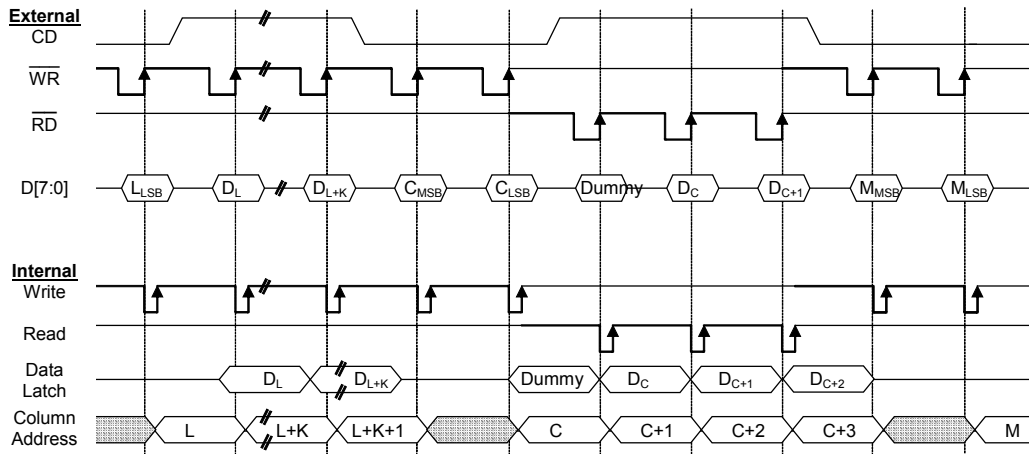 External
CD
WR
RD
D[7:0] LLSB DL DL+K CMSB CLSB Dummy DC DC+1 MMSB MLSB
Internal
Write
Read
Data
Latch
DL DL+K Dummy DC DC+1 DC+2
Column
Address
L L+K L+K+1 C C+1 C+2 C+3 M